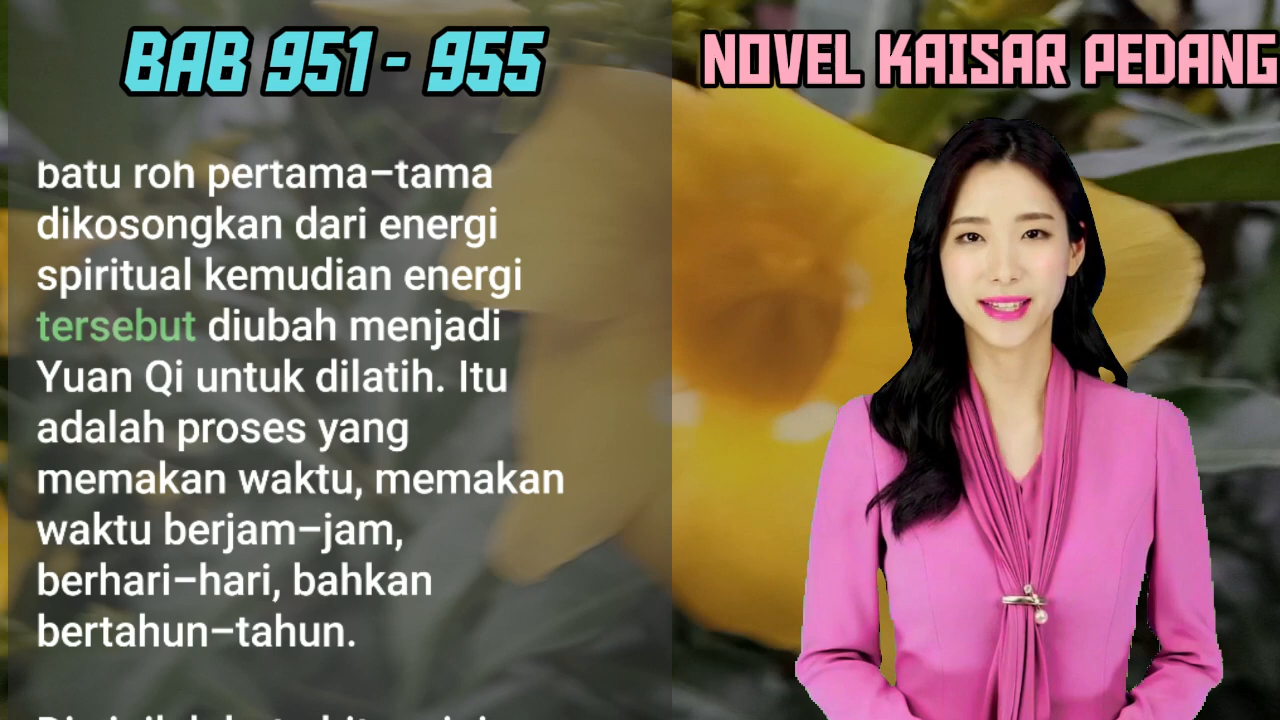 BAB 951 - 955
NOVEL KAISAR PEDANG
batu roh pertama–tama
dikosongkan dari energi
spiritual kemudian energi
tersebut diubah menjadi
Yuan Qi untuk dilatih. Itu
adalah proses yang
memakan waktu, memakan
waktu berjam–jam,
berhari–hari, bahkan
bertahun–tahun.